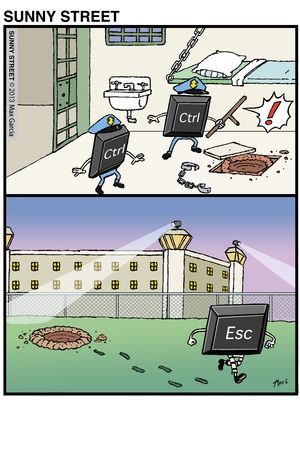 SUNNY STREET
SUNNY STREET © 2013 Max Garcia
Ctrl
Ctrl
!
Esc
Max G.